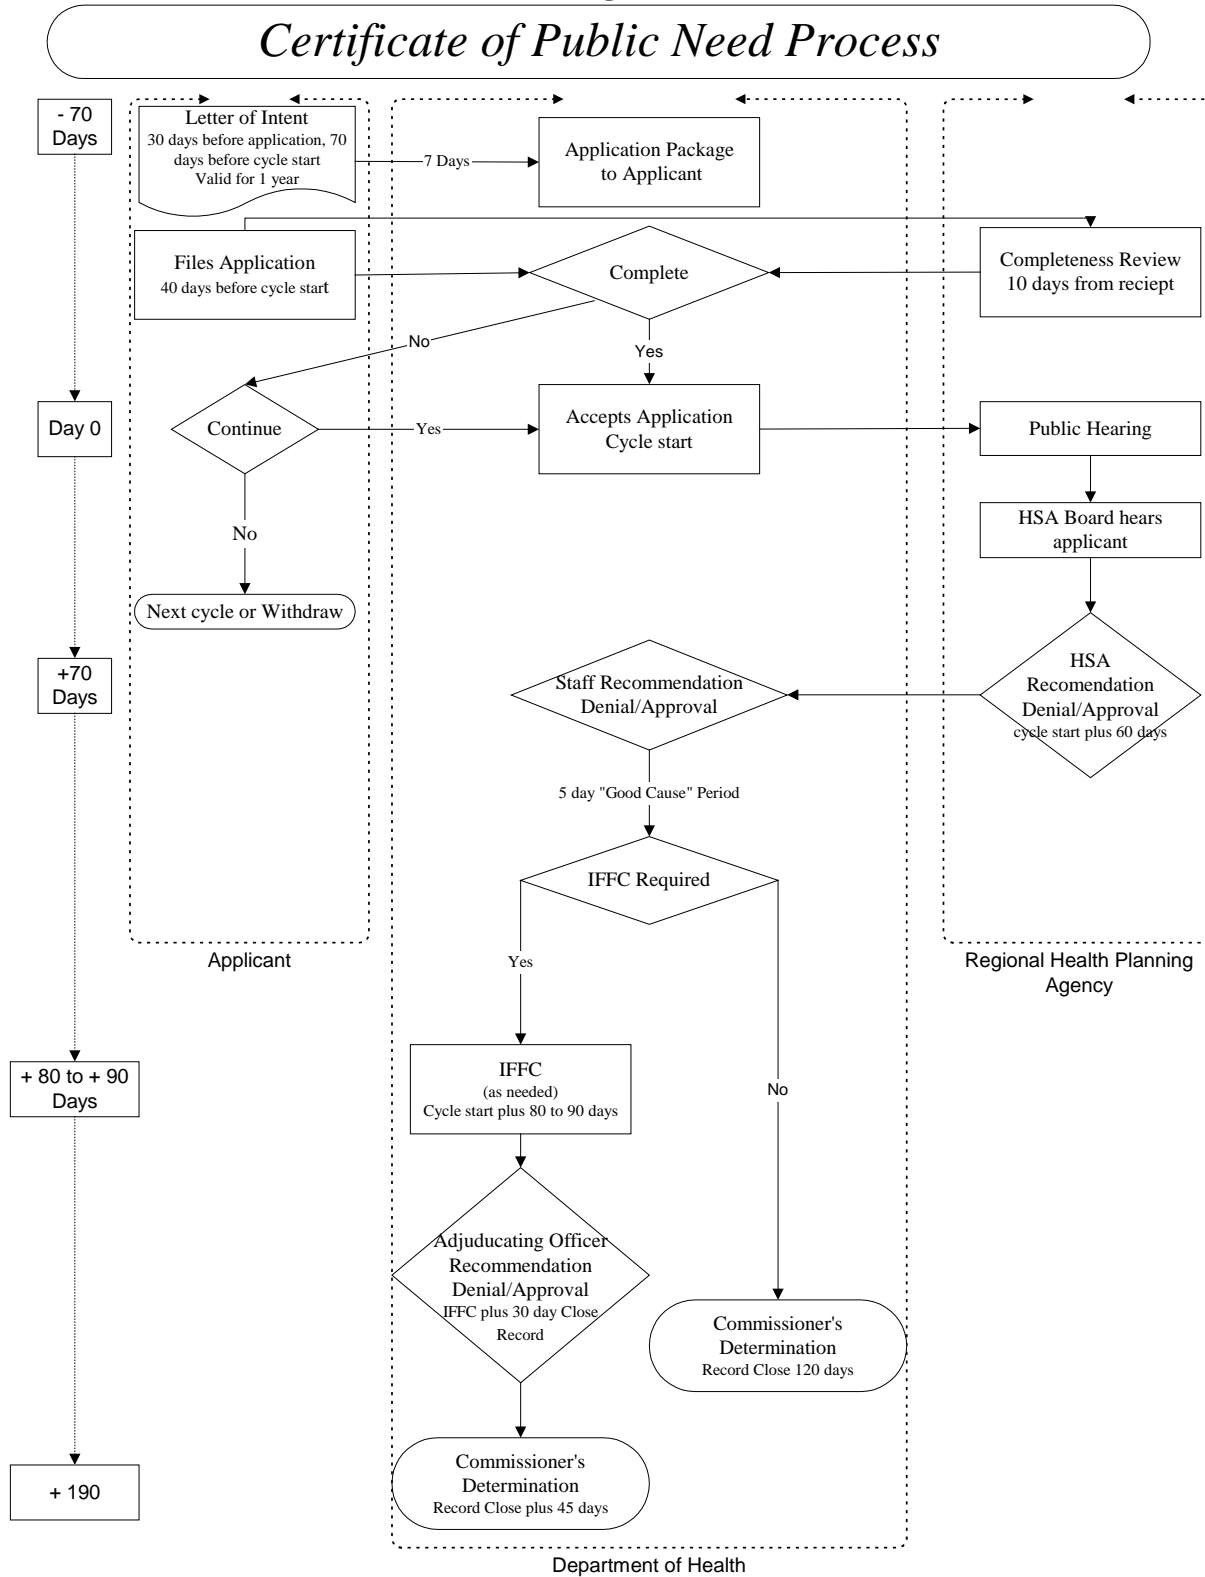 Certificate of Public Need Process
- 70
Days
Letter of Intent
30 days before application, 70
days before cycle start
Valid for 1 year
7 Days
Application Package
to Applicant
Files Application
40 days before cycle start
Complete
Completeness Review
10 days from reciept
No
Yes
Day 0
Continue
Yes
Accepts Application
Cycle start
Public Hearing
No
HSA Board hears
applicant
Next cycle or Withdraw
+70
Days
Staff Recommendation
Denial/Approval
HSA
Recomendation
Denial/Approval
cycle start plus 60 days
5 day "Good Cause" Period
IFFC Required
Applicant
Yes
Regional Health Planning
Agency
+ 80 to + 90
Days
IFFC
(as needed)
Cycle start plus 80 to 90 days
No
Adjuducating Officer
Recommendation
Denial/Approval
IFFC plus 30 day Close
Record
Commissioner's
Determination
Record Close 120 days
+ 190
Commissioner's
Determination
Record Close plus 45 days
Department of Health